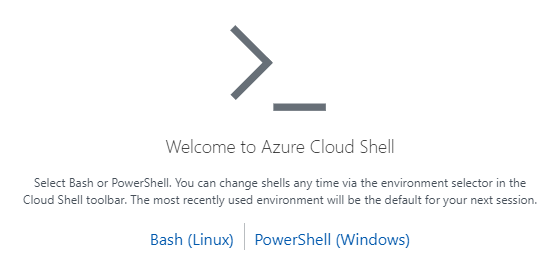 Welcome to Azure Cloud Shell
Select Bash or PowerShell. You can change shells any time via the environment selector in the
Cloud Shell toolbar. The most recently used environment will be the default for your next session.
Bash (Linux) PowerShell (Windows)